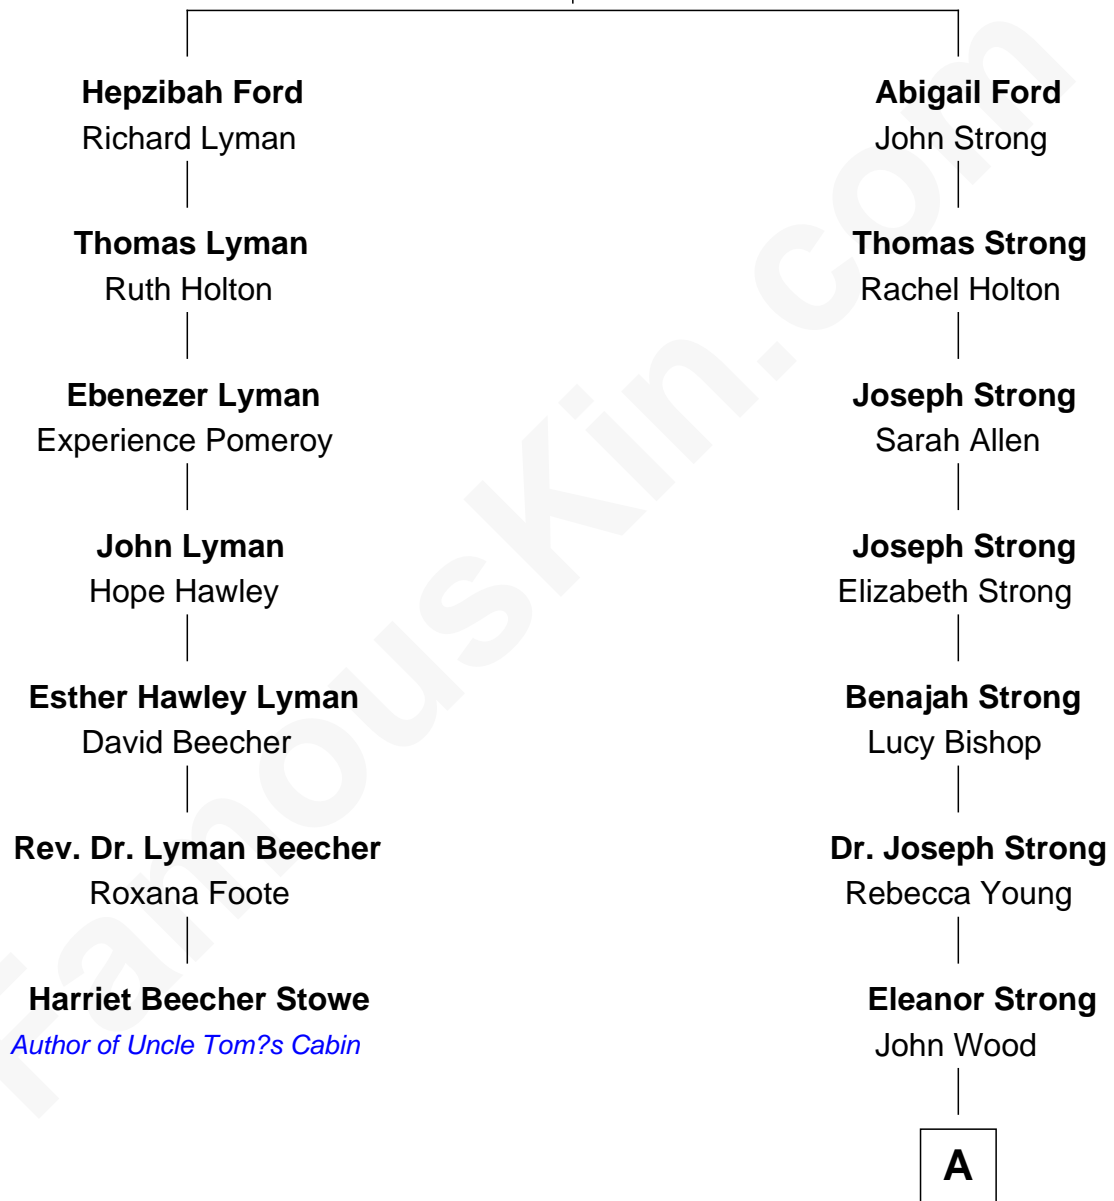 Hepzibah Ford
Richard Lyman
Thomas Lyman
Ruth Holton
Ebenezer Lyman
Experience Pomeroy
John Lyman
Hope Hawley
Esther Hawley Lyman
David Beecher
Rev. Dr. Lyman Beecher
Roxana Foote
Harriet Beecher Stowe
Author of Uncle Tom?s Cabin
Abigail Ford
John Strong
Thomas Strong
Rachel Holton
Joseph Strong
Sarah Allen
Joseph Strong
Elizabeth Strong
Benajah Strong
Lucy Bishop
Dr. Joseph Strong
Rebecca Young
Eleanor Strong
John Wood
A
FamousKin.com